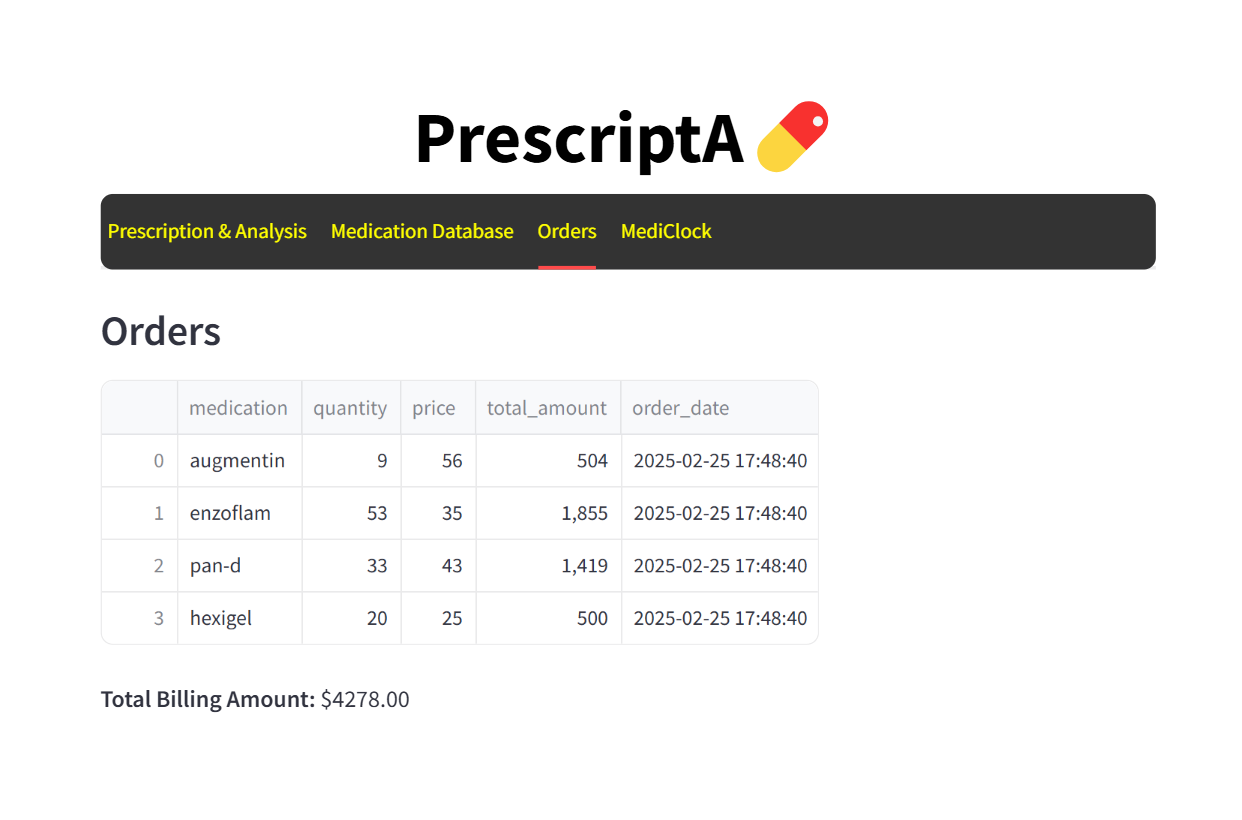 PrescriptA
Prescription & Analysis Medication Database Orders MediClock
Orders
medication quantity price total_amount order_date
0 augmentin 9 56 504 2025-02-25 17:48:40
1 enzoflam 53 35 1,855 2025-02-25 17:48:40
2 pan-d 33 43 1,419 2025-02-25 17:48:40
3 hexigel 20 25 500 2025-02-25 17:48:40
Total Billing Amount: $4278.00